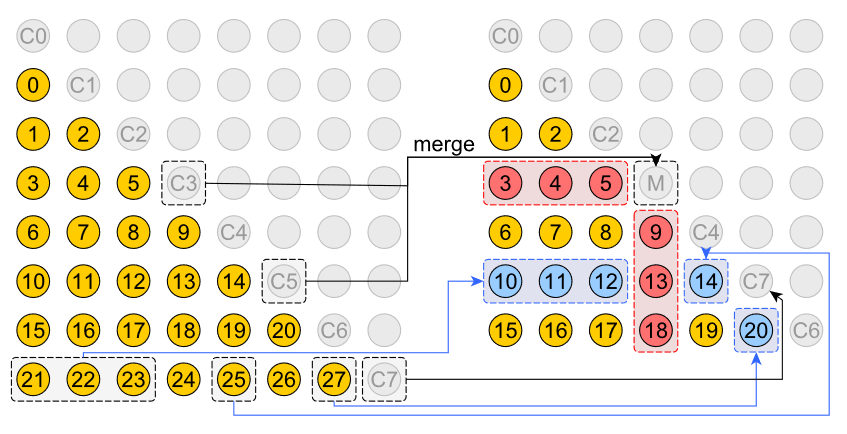 C0 C0
0 C1 0 C1
1 2 C2 1 2 C2
merge
3 4 5 C3 3 4 5 M
6 7 8 9 C4 6 7 8 9 C4
10 11 12 13 14 C5 10 11 12 13 14 C7
15 16 17 18 19 20 C6 15 16 17 18 19 20 C6
21 22 23 24 25 26 27 C7